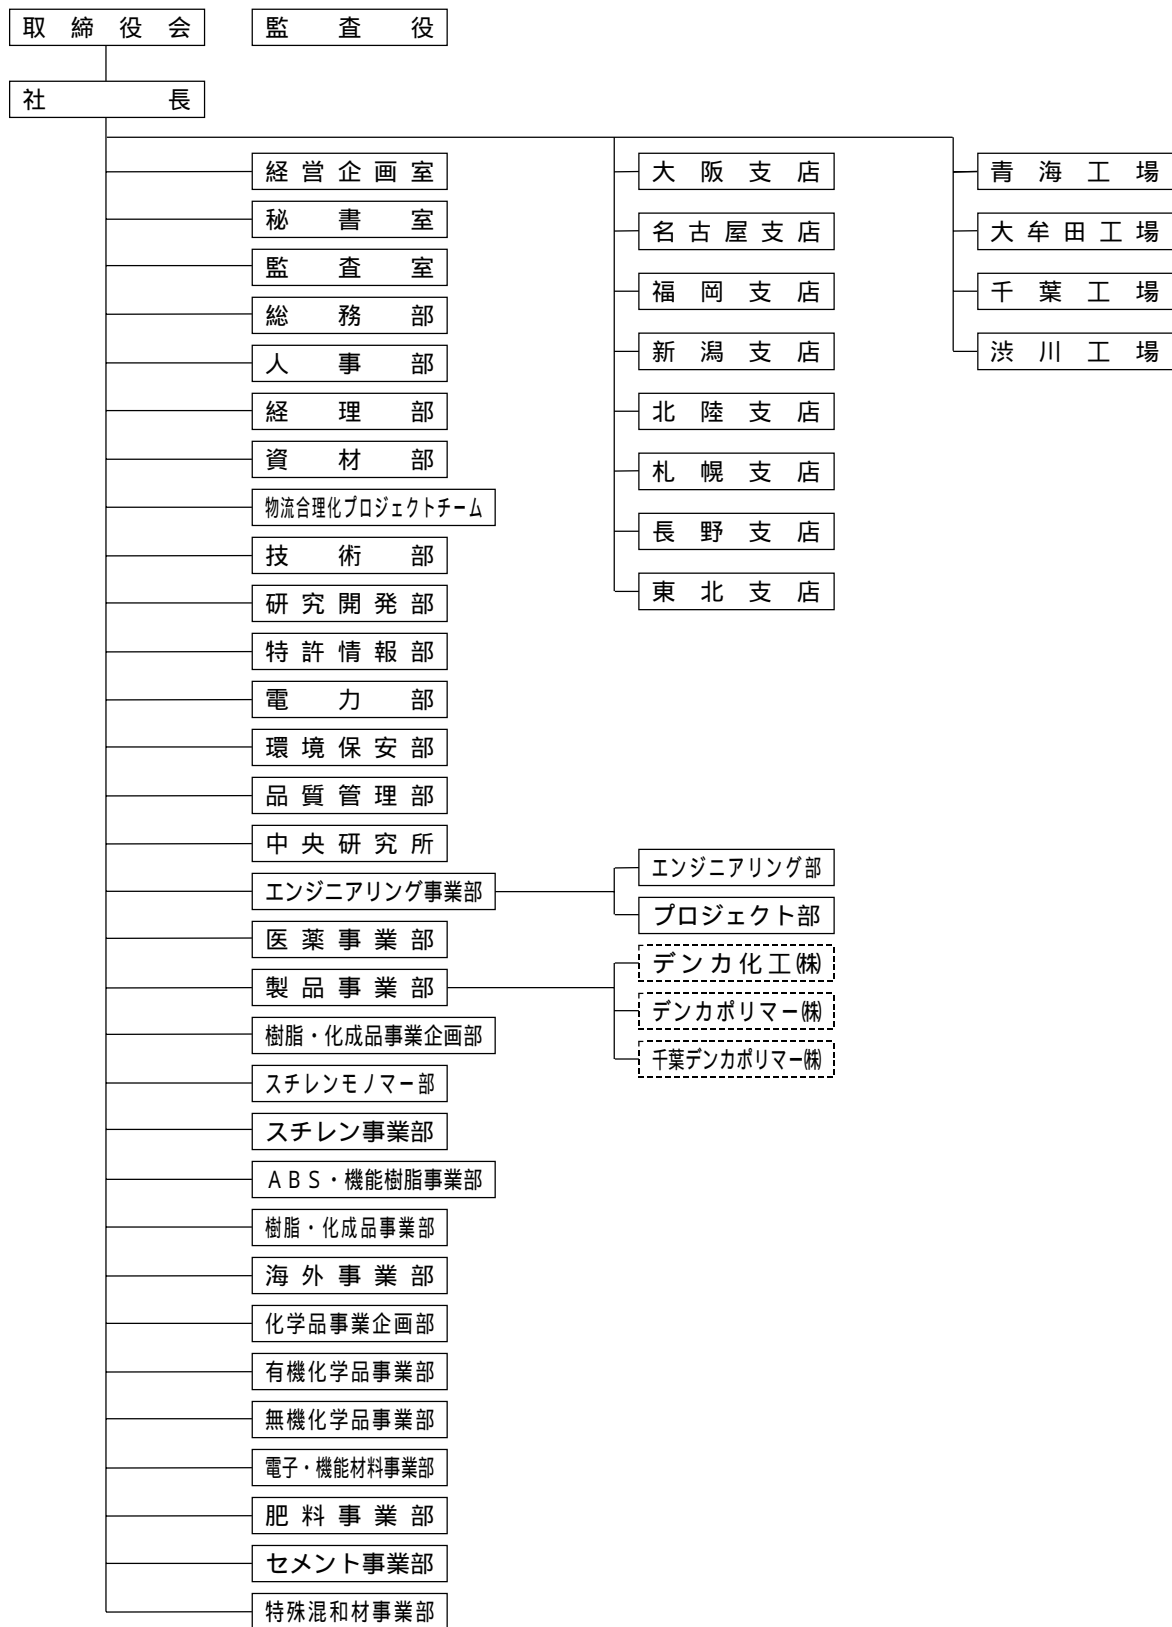 取締役会
監査役
社長
経営企画室
秘書室
監査室
総務部
人事部
経理部
資材部
物流合理化プロジェクトチーム
技術部
研究開発部
特許情報部
電力部
環境保安部
品質管理部
中央研究所
エンジニアリング事業部
医薬事業部
製品事業部
樹脂・化成品事業企画部
スチレンモノマー部
スチレン事業部
ABS・機能樹脂事業部
樹脂・化成品事業部
海外事業部
化学品事業企画部
有機化学品事業部
無機化学品事業部
電子・機能材料事業部
肥料事業部
セメント事業部
特殊混和材事業部
大阪支店
名古屋支店
福岡支店
新潟支店
北陸支店
札幌支店
長野支店
東北支店
エンジニアリング部
プロジェクト部
デンカ化工㈱
デンカポリマー㈱
千葉デンカポリマー㈱
青海工場
大牟田工場
千葉工場
渋川工場